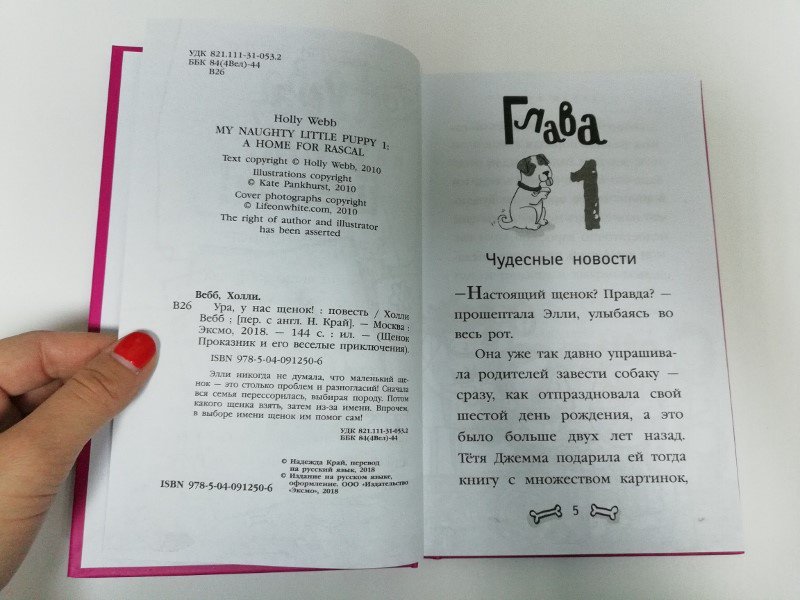 УДК 821.111-31-053.2
ББК 84(4Вел)-44
В26
Holly Webb
MY NAUGHTY LITTLE PUPPY 1:
A HOME FOR RASCAL
Text copyright © Holly Webb, 2010
Illustrations copyright
© Kate Pankhurst, 2010
Cover photographs copyright
© Lifeonwhite.com, 2010
The right of author and illustrator
has been asserted
Вебб, Холли.
В26 Ура, у нас щенок! : повесть / Холли
Вебб ; [пер. с англ. Н. Край]. — Москва :
Эксмо, 2018. — 144 с. : ил. — (Щенок
Проказник и его веселые приключения).
ISBN 978-5-04-091250-6
Элли никогда не думала, что маленький ще-
нок — это столько проблем и разногласий! Сначала
вся семья перессорилась, выбирая породу. Потом
какого щенка взять, затем из-за имени. Впрочем,
в выборе имени щенок им помог сам!
УДК 821.111-31-053.2
ББК 84(4Вел)-44
© Надежда Край, перевод
на русский язык, 2018
© Издание на русском языке,
оформление. ООО «Издательство
«Эксмо», 2018
ISBN 978-5-04-091250-6
Глава
1
Чудесные новости
—Настоящий щенок? Правда? —
прошептала Элли, улыбаясь во
весь рот.
Она уже так давно упрашива-
ла родителей завести собаку —
сразу, как отпраздновала свой
шестой день рождения, а это
было больше двух лет назад.
Тётя Джемма подарила ей тогда
книгу с множеством картинок,
5